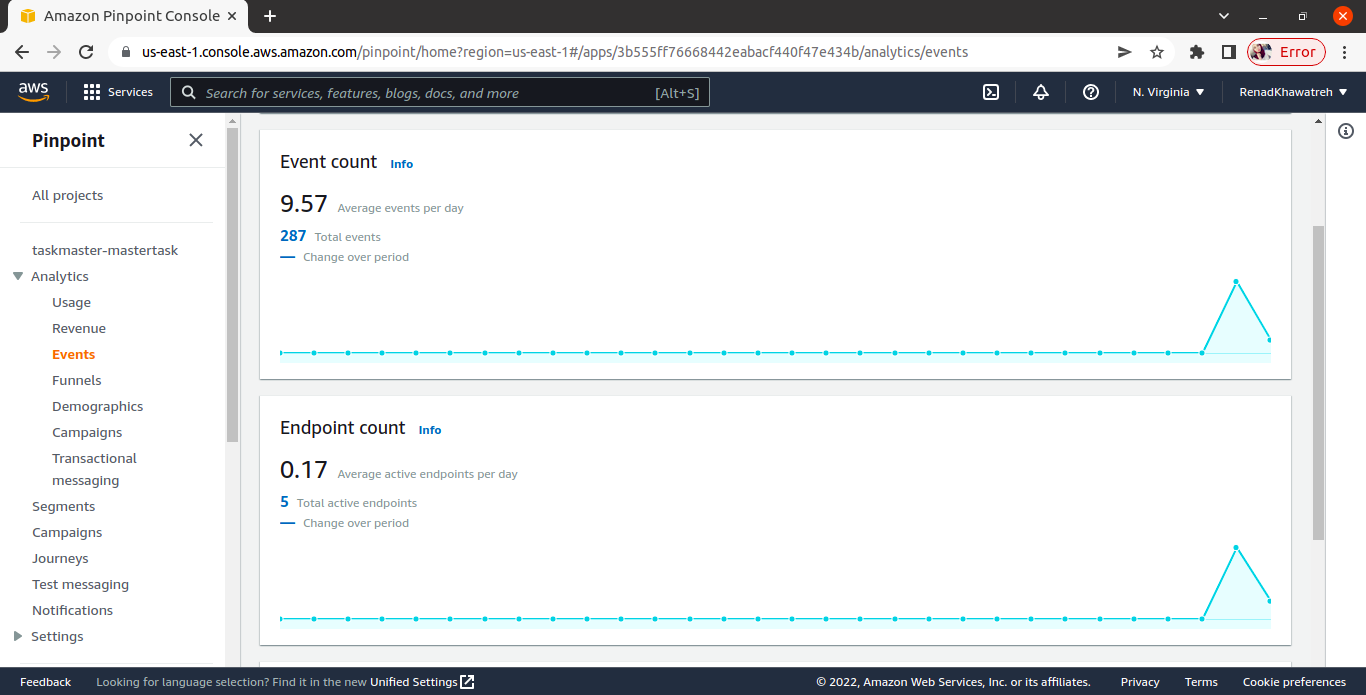 Amazon Pinpoint Console
us-east-1.console.aws.amazon.com/pinpoint/home?region=us-east-1#/apps/3b555ff76668442eabacf440f47e434b/analytics/events
Error
aws
Services
Search for services, features, blogs, docs, and more
[Alt+S]
N. Virginia
RenadKhawatreh
Pinpoint
All projects
taskmaster-mastertask
Analytics
Usage
Revenue
Events
Funnels
Demographics
Campaigns
Transactional
messaging
Segments
Campaigns
Journeys
Test messaging
Notifications
Settings
Event count Info
9.57 Average events per day
287 Total events
Change over period
Endpoint count Info
0.17 Average active endpoints per day
5 Total active endpoints
Change over period
Feedback
Looking for language selection? Find it in the new Unified Settings
© 2022, Amazon Web Services, Inc. or its affiliates.
Privacy
Terms
Cookie preferences